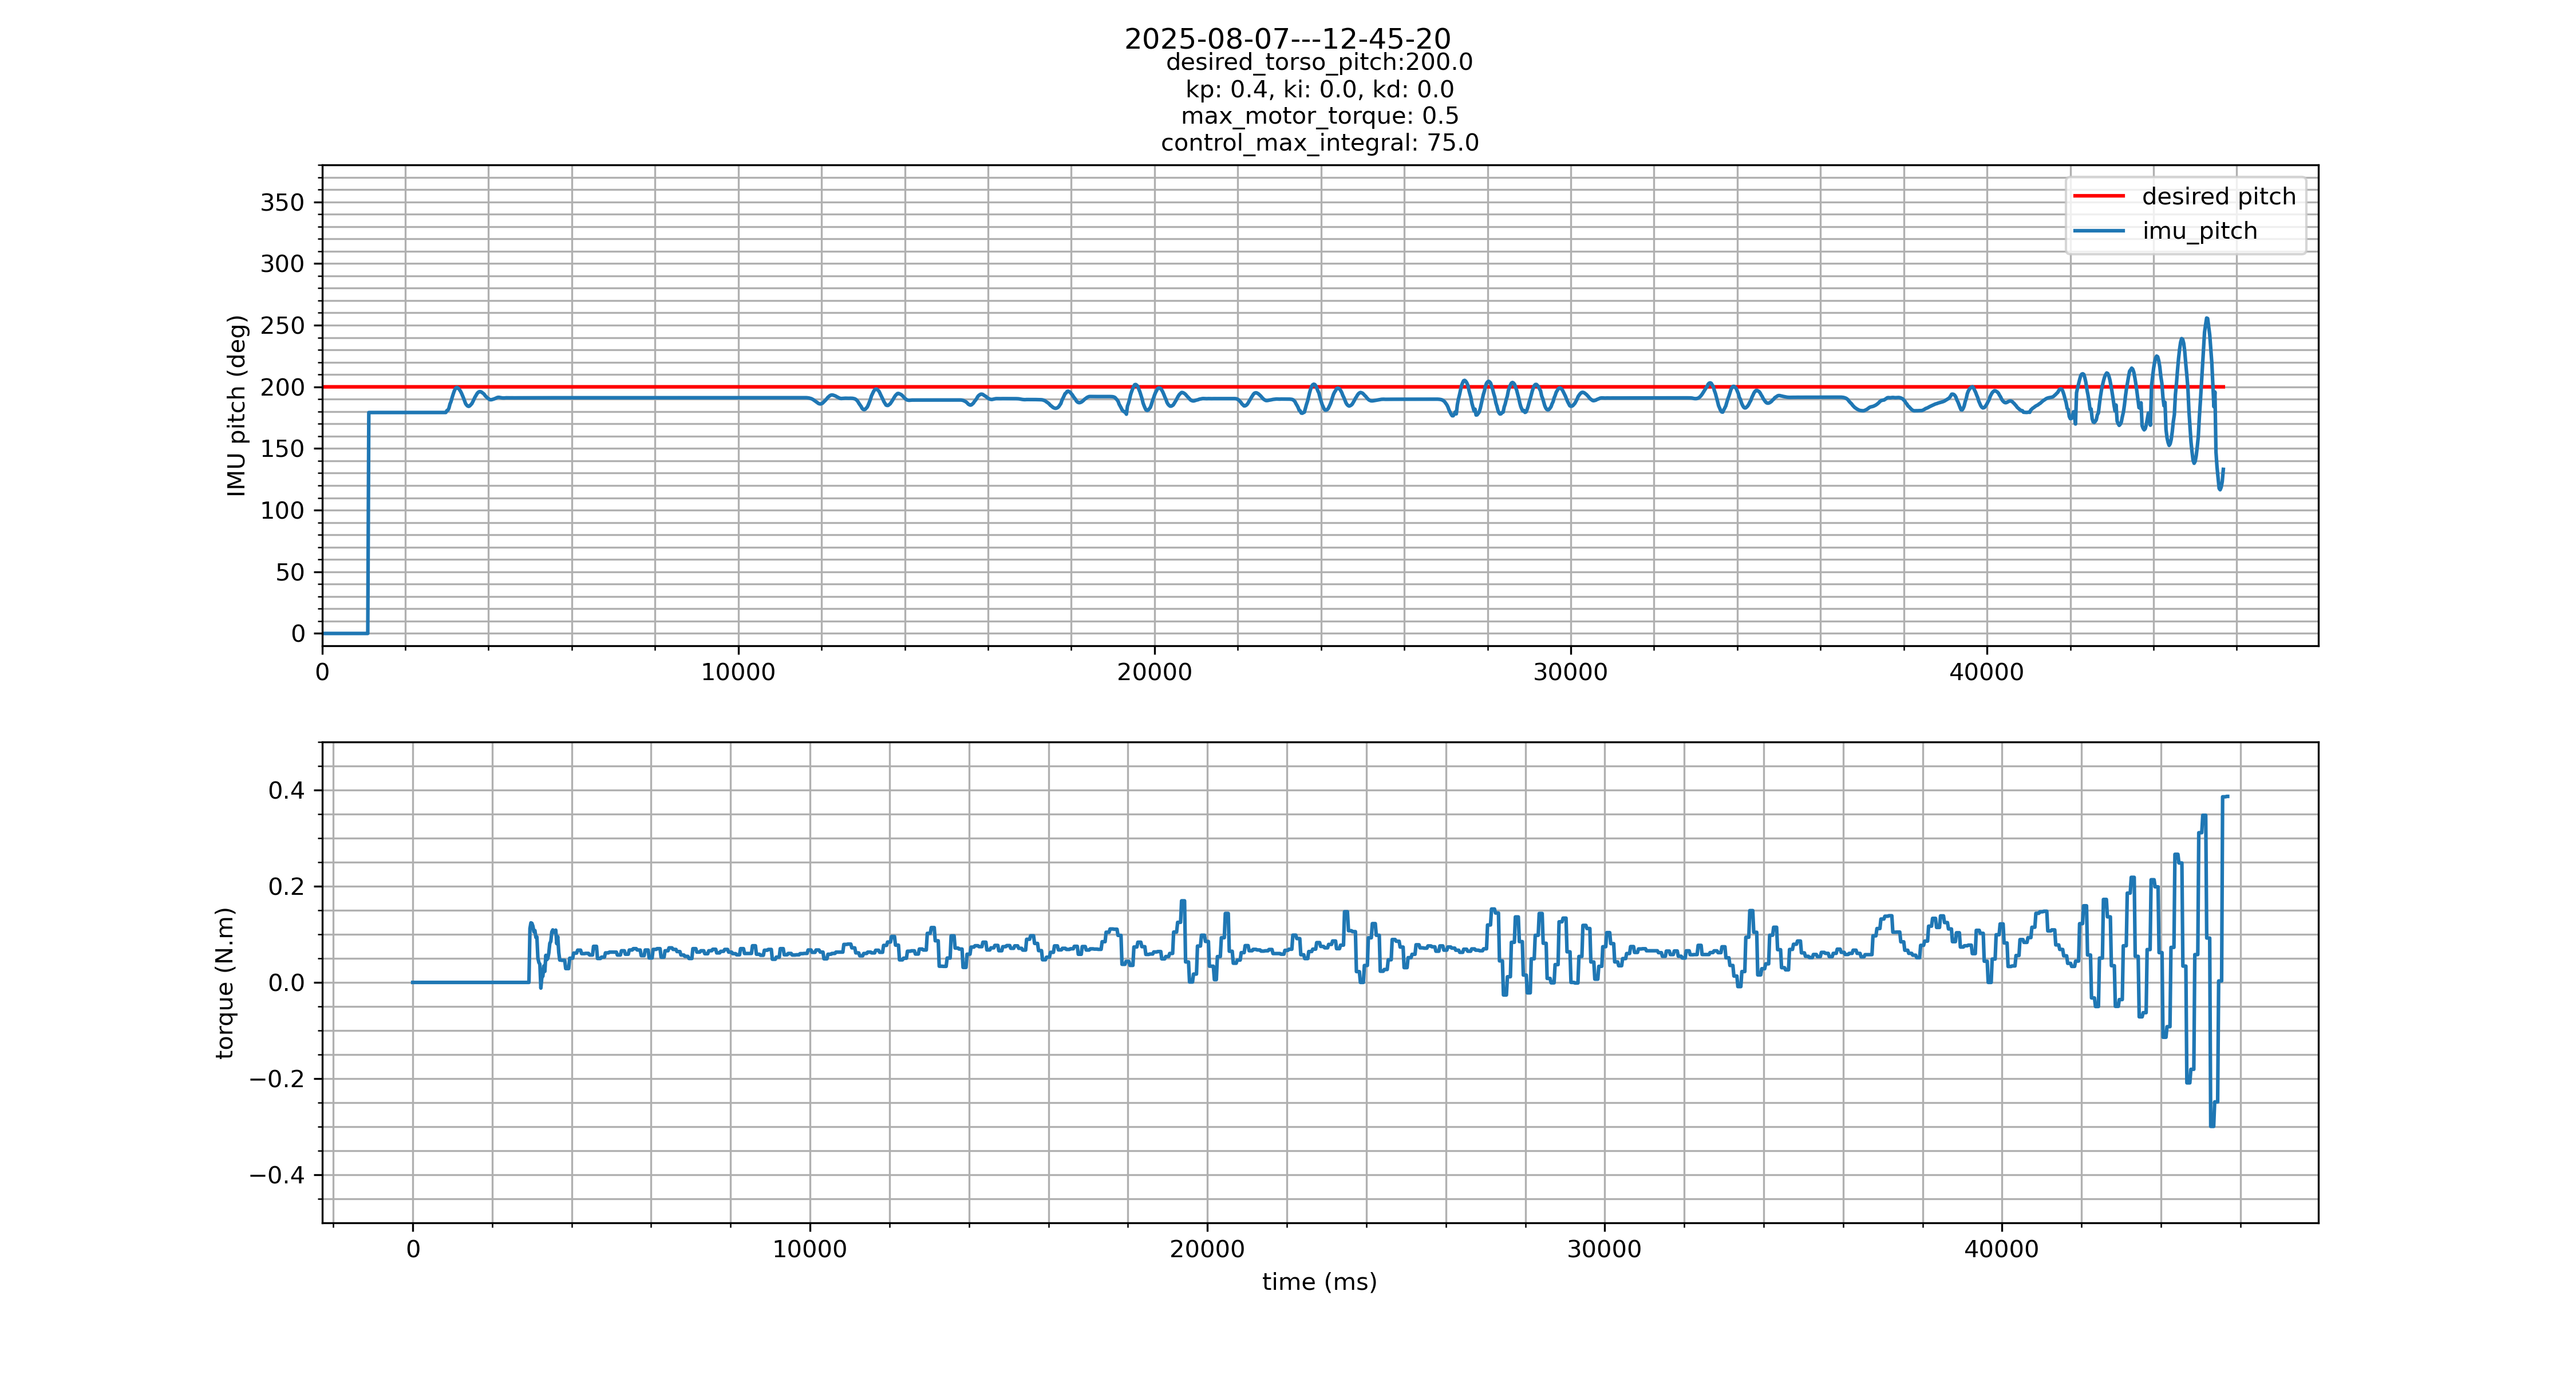 2025-08-07---12-45-20
desired_torso_pitch:200.0
kp: 0.4, ki: 0.0, kd: 0.0
max_motor_torque: 0.5
control_max_integral: 75.0
desired pitch
imu_pitch
IMU pitch (deg)
350
300
250
200
150
100
50
0
0 10000 20000 30000 40000
torque (N.m)
0.4
0.2
0.0
−0.2
−0.4
0 10000 20000 30000 40000
time (ms)